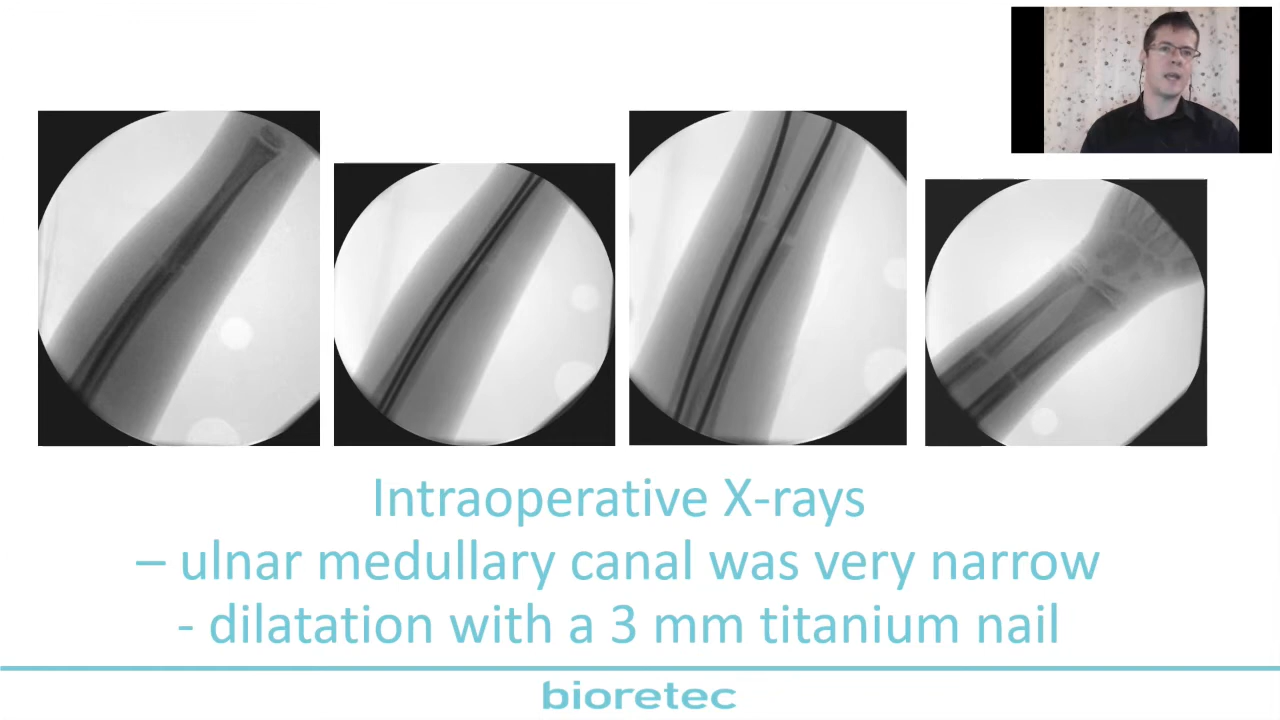 Intraoperative X-rays
– ulnar medullary canal was very narrow
- dilatation with a 3 mm titanium nail
bioretec